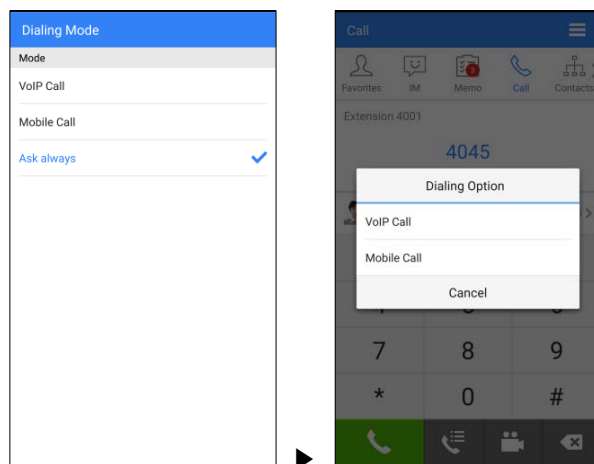 Dialing Mode
Mode
VoIP Call
Mobile Call
Ask always
Call
Favorites IM Memo Call Contacts
Extension 4001
4045
Dialing Option
VoIP Call
Mobile Call
Cancel
7 8 9
* 0 #